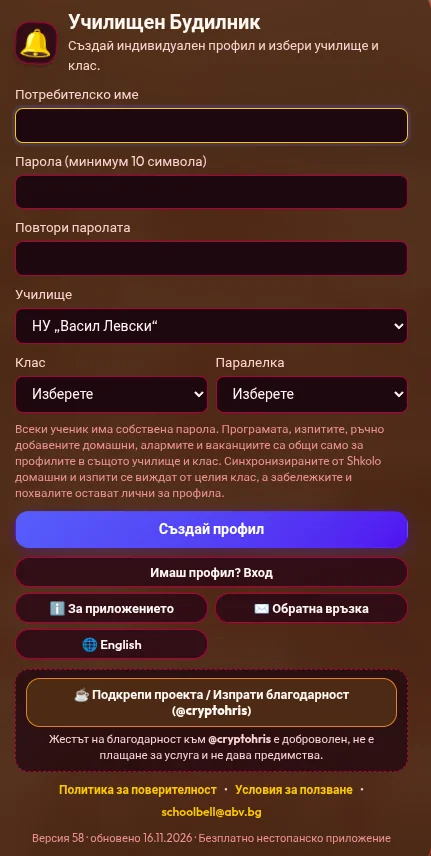 Училищен Будилник
Създай индивидуален профил и избери училище и
клас.
Потребителско име
Парола (минимум 10 символа)
Повтори паролата
Училище
НУ „Васил Левски“
Клас
Паралелка
Изберете
Изберете
Всеки ученик има собствена парола. Програмата, изпитите, ръчно
добавените домашни, алармите и ваканциите са общи само за
профилите в същото училище и клас. Синхронизираните от Shkolo
домашни и изпити се виждат от целия клас, а забележките и
похвалите остават лични за профила.
Създай профил
Имаш профил? Вход
ℹ️ За приложението
✉️ Обратна връзка
🌐 English
☕ Подкрепи проекта / Изпрати благодарност
(@cryptohris)
Жестът на благодарност към @cryptohris е доброволен, не е
плащане за услуга и не дава предимства.
Политика за поверителност • Условия за ползване •
schoolbell@abv.bg
Версия 58 · обновено 16.11.2026 · Безплатно нестопанско приложение